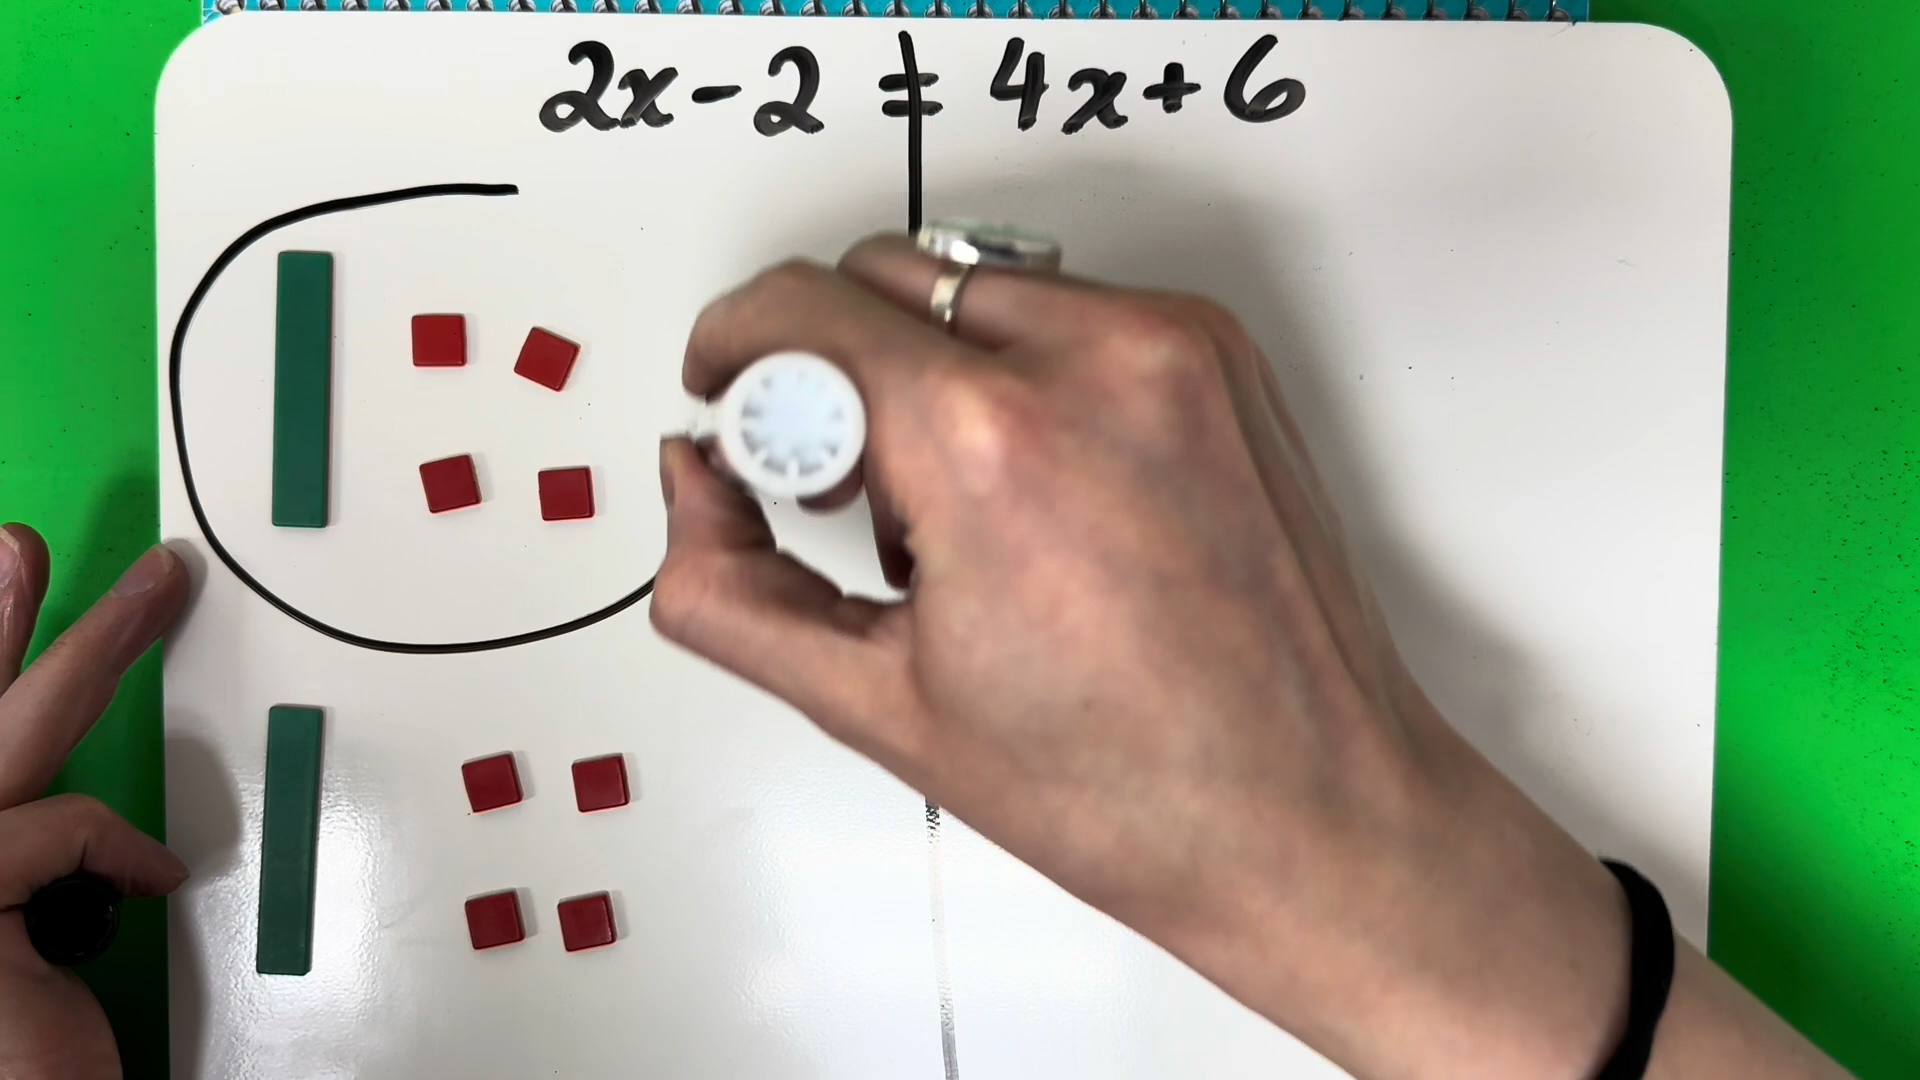 2x - 2 = 4x + 6